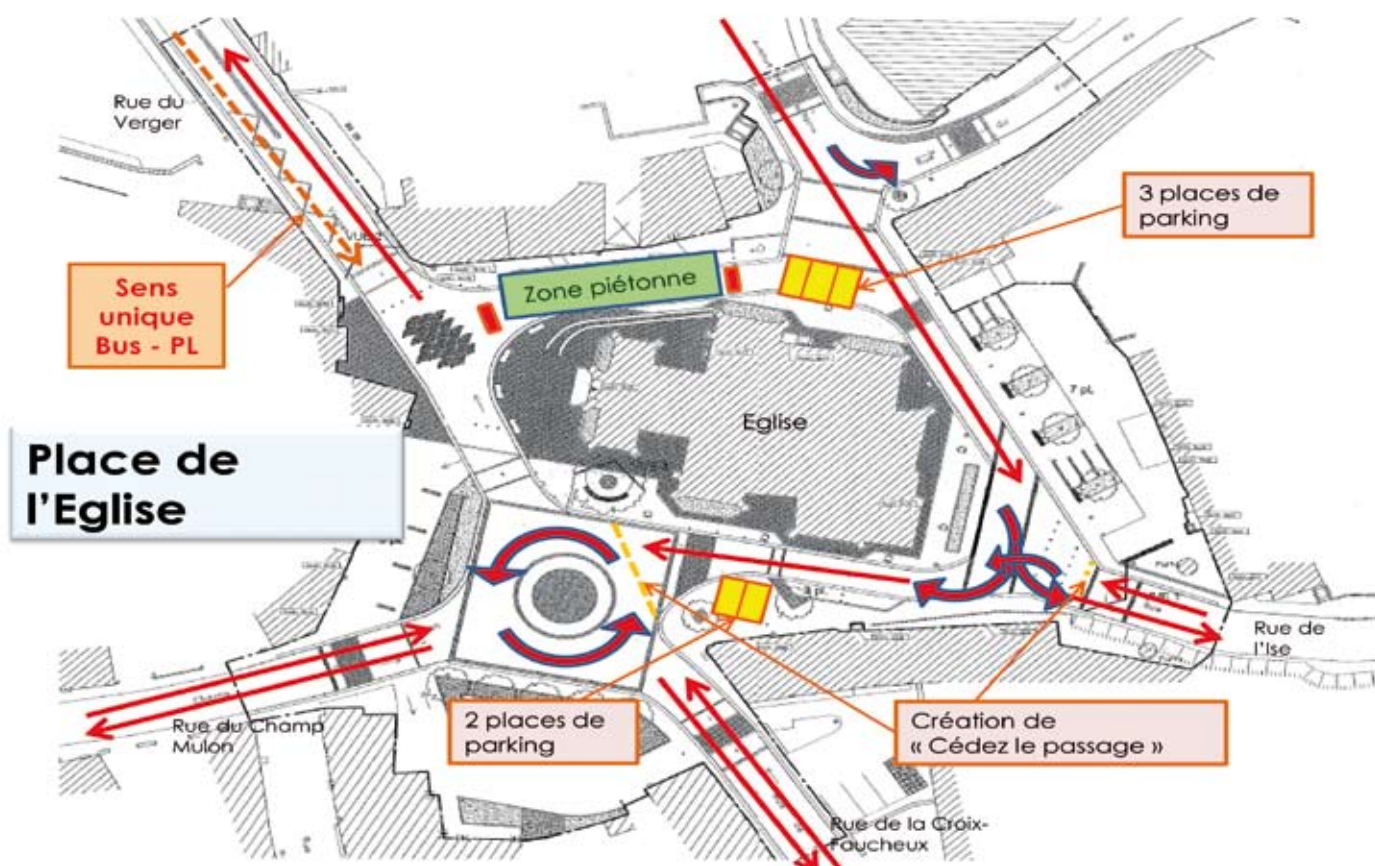 Rue du
Verger
3 places de
parking
Zone piétonne
Sens
unique
Bus - PL
7 pL
Eglise
Place de
l'Eglise
Rue de
l'Ise
2 places de
parking
Création de
« Cédez le passage »
Rue du Champ
Mulon
Rue de la Croix-
Faucheux